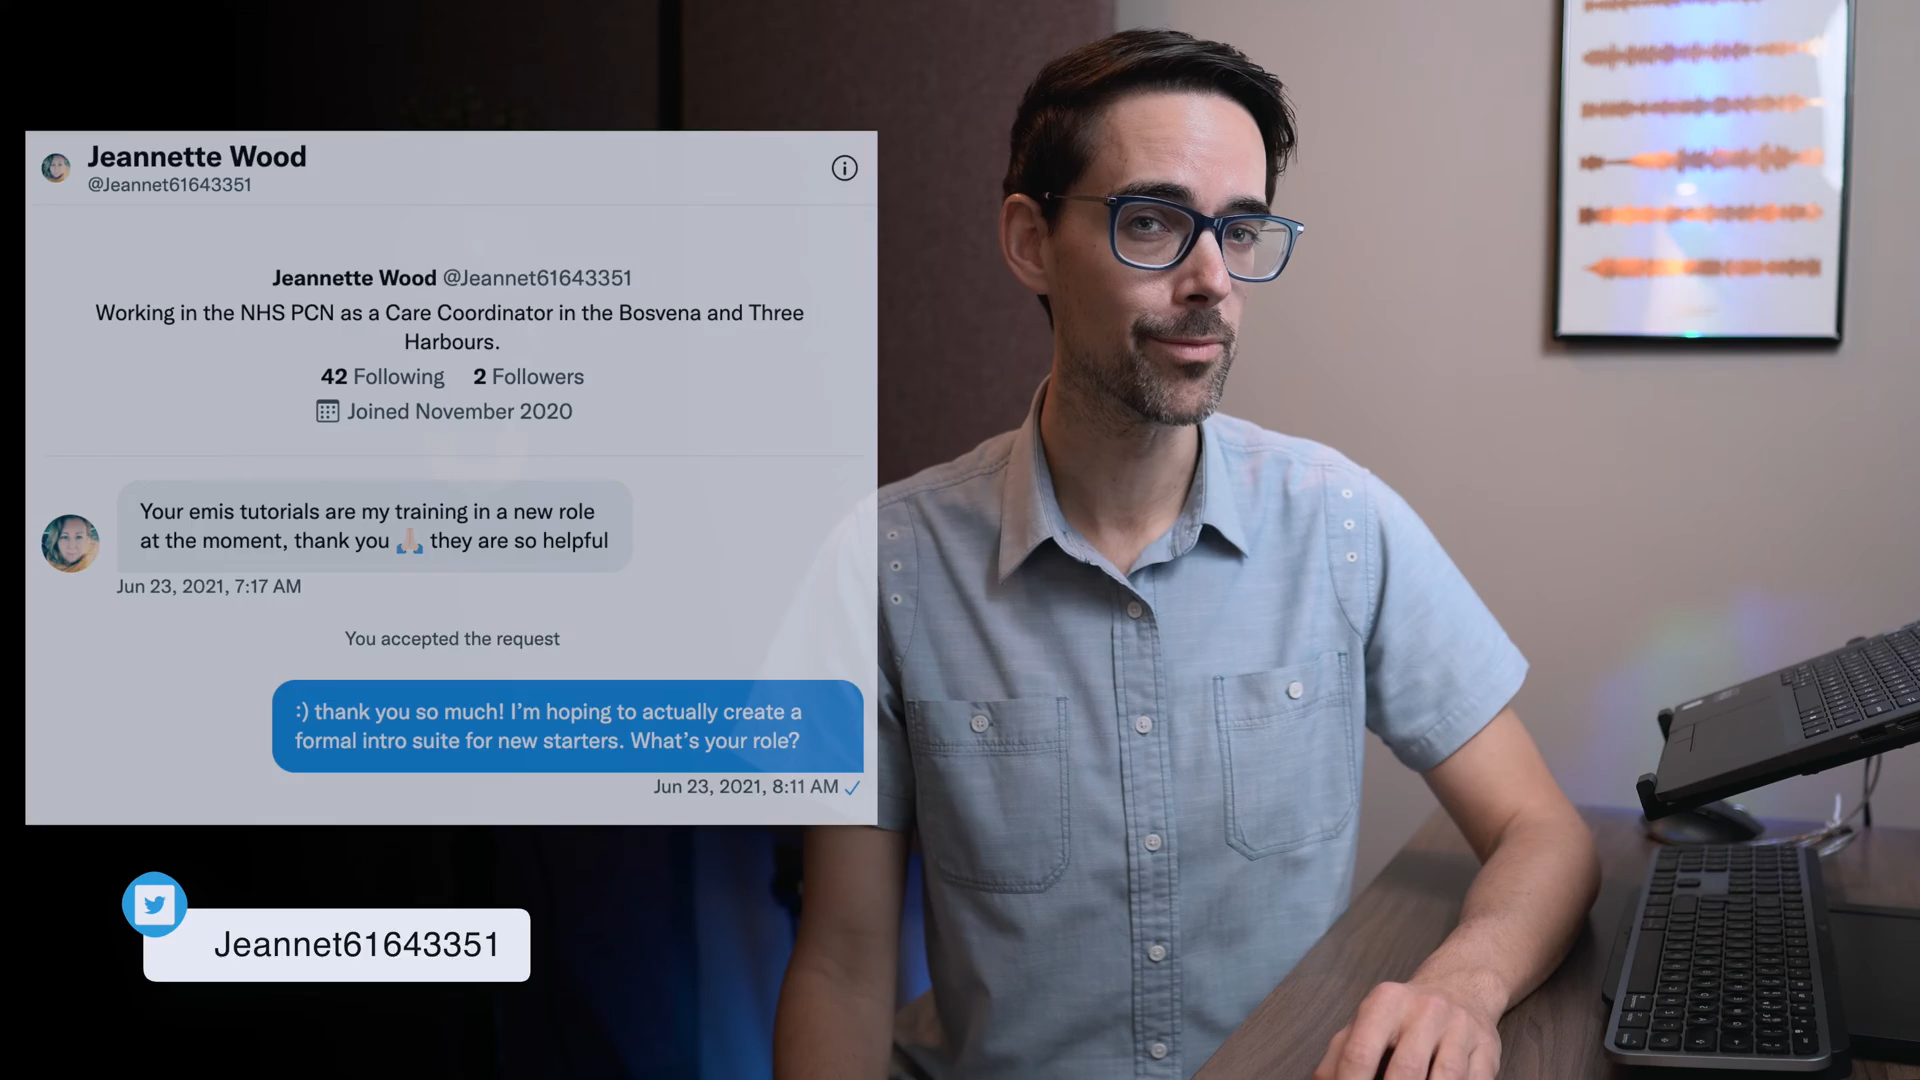 Jeannette Wood
@Jeannet61643351
Jeannette Wood @Jeannet61643351
Working in the NHS PCN as a Care Coordinator in the Bosvena and Three
Harbours.
42 Following 2 Followers
Joined November 2020
Your emis tutorials are my training in a new role
at the moment, thank you 🙏🏻 they are so helpful
Jun 23, 2021, 7:17 AM
You accepted the request
:) thank you so much! I'm hoping to actually create a
formal intro suite for new starters. What's your role?
Jun 23, 2021, 8:11 AM
Jeannet61643351